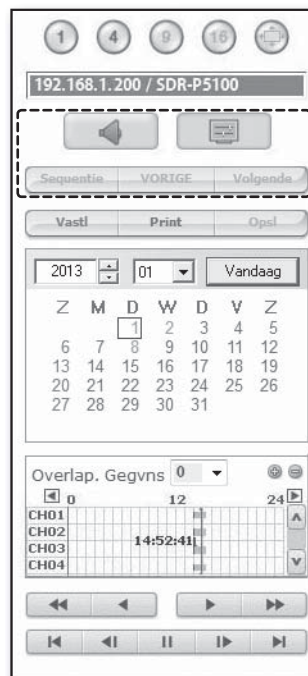 1 4 9 16
192.168.1.200 / SDR-P5100
Sequentie VORIGE Volgende
Vastl Print Opsl
2013 01 Vandaag
Z M D W D V Z
1 2 3 4 5
6 7 8 9 10 11 12
13 14 15 16 17 18 19
20 21 22 23 24 25 26
27 28 29 30 31
Overlap. Gegvns 0
0 12 24
CH01
CH02
14:52:41
CH03
CH04